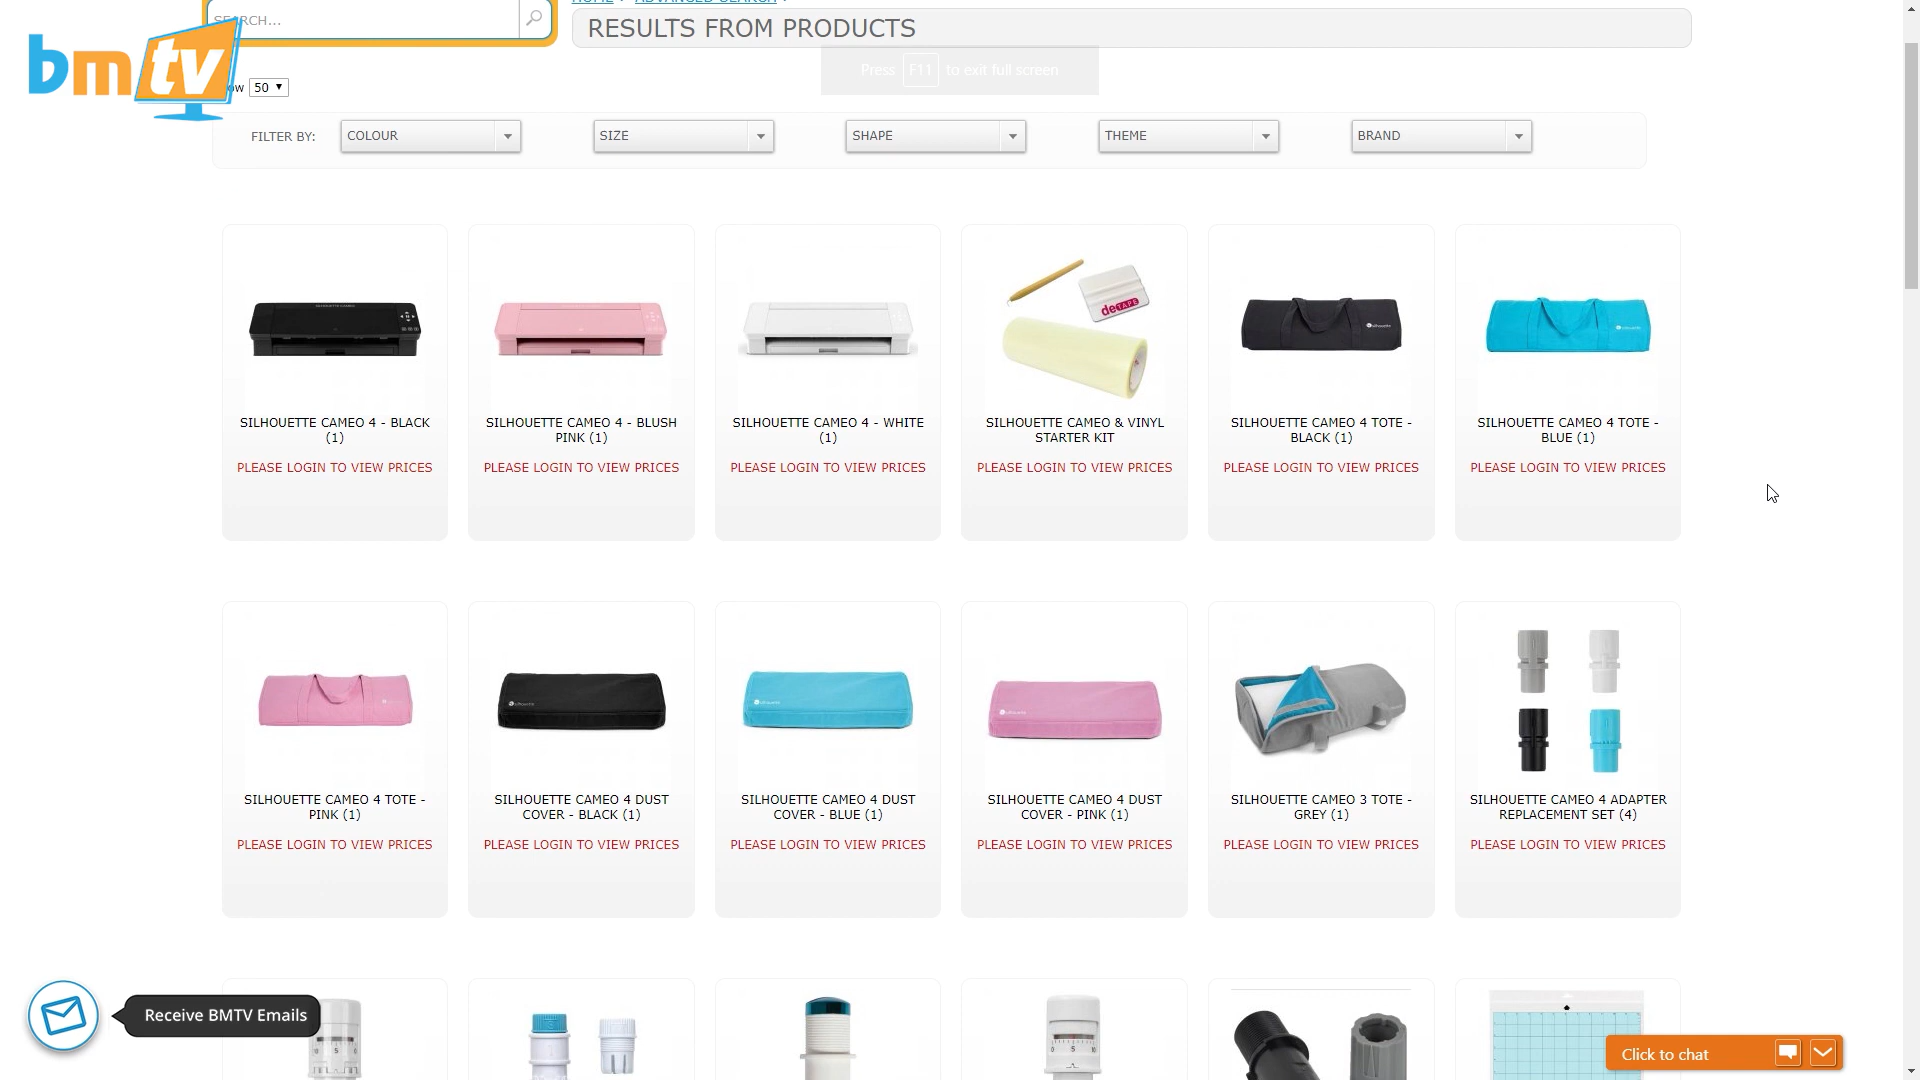 HOME
ADVANCED SEARCH
RESULTS FROM PRODUCTS
SEARCH...
bmtv
Press F11 to exit full screen
50
FILTER BY:
COLOUR
SIZE
SHAPE
THEME
BRAND
SILHOUETTE CAMEO 4 - BLACK
(1)
PLEASE LOGIN TO VIEW PRICES
SILHOUETTE CAMEO 4 - BLUSH
PINK (1)
PLEASE LOGIN TO VIEW PRICES
SILHOUETTE CAMEO 4 - WHITE
(1)
PLEASE LOGIN TO VIEW PRICES
deeTAPE
SILHOUETTE CAMEO & VINYL
STARTER KIT
PLEASE LOGIN TO VIEW PRICES
SILHOUETTE CAMEO 4 TOTE -
BLACK (1)
PLEASE LOGIN TO VIEW PRICES
SILHOUETTE CAMEO 4 TOTE -
BLUE (1)
PLEASE LOGIN TO VIEW PRICES
SILHOUETTE CAMEO 4 TOTE -
PINK (1)
PLEASE LOGIN TO VIEW PRICES
SILHOUETTE CAMEO 4 DUST
COVER - BLACK (1)
PLEASE LOGIN TO VIEW PRICES
SILHOUETTE CAMEO 4 DUST
COVER - BLUE (1)
PLEASE LOGIN TO VIEW PRICES
SILHOUETTE CAMEO 4 DUST
COVER - PINK (1)
PLEASE LOGIN TO VIEW PRICES
SILHOUETTE CAMEO 3 TOTE -
GREY (1)
PLEASE LOGIN TO VIEW PRICES
SILHOUETTE CAMEO 4 ADAPTER
REPLACEMENT SET (4)
PLEASE LOGIN TO VIEW PRICES
Receive BMTV Emails
Click to chat